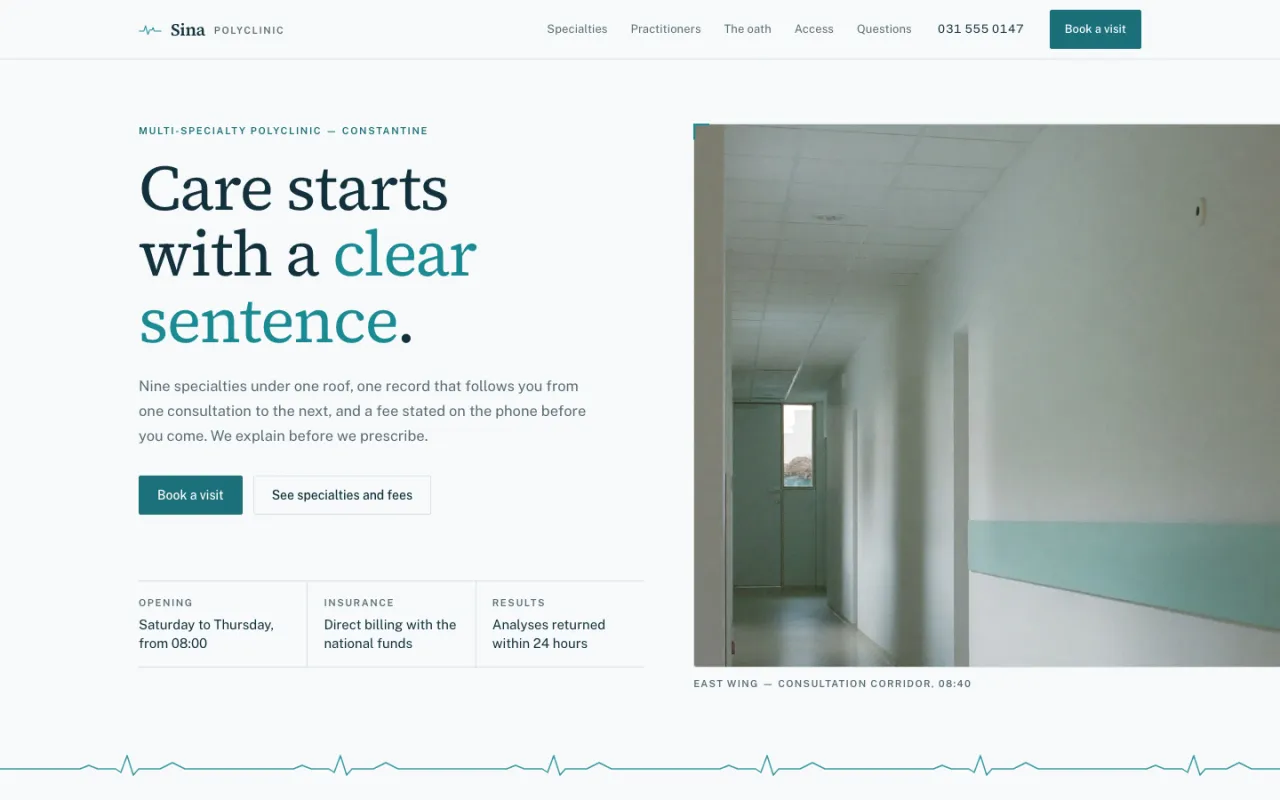 Sina POLYCLINIC
Specialties Practitioners The oath Access Questions 031 555 0147 Book a visit
MULTI-SPECIALTY POLYCLINIC — CONSTANTINE
Care starts
with a clear
sentence.
Nine specialties under one roof, one record that follows you from
one consultation to the next, and a fee stated on the phone before
you come. We explain before we prescribe.
Book a visit
See specialties and fees
OPENING
Saturday to Thursday,
from 08:00
INSURANCE
Direct billing with the
national funds
RESULTS
Analyses returned
within 24 hours
EAST WING — CONSULTATION CORRIDOR, 08:40